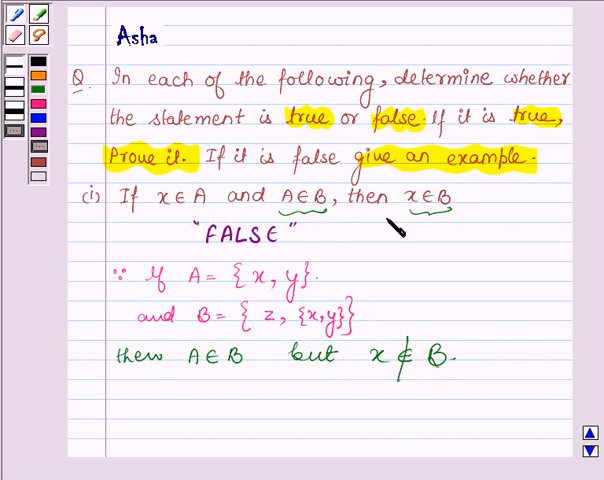 Asha
Q. In each of the following, determine whether
the statement is true or false. If it is true,
Prove it. If it is false give an example.
(i) If x ∈ A and A ∈ B, then x ∈ B
"FALSE"
∵ If A = {x, y}.
and B = { z, {x,y}}
then A ∈ B but x ∉ B.